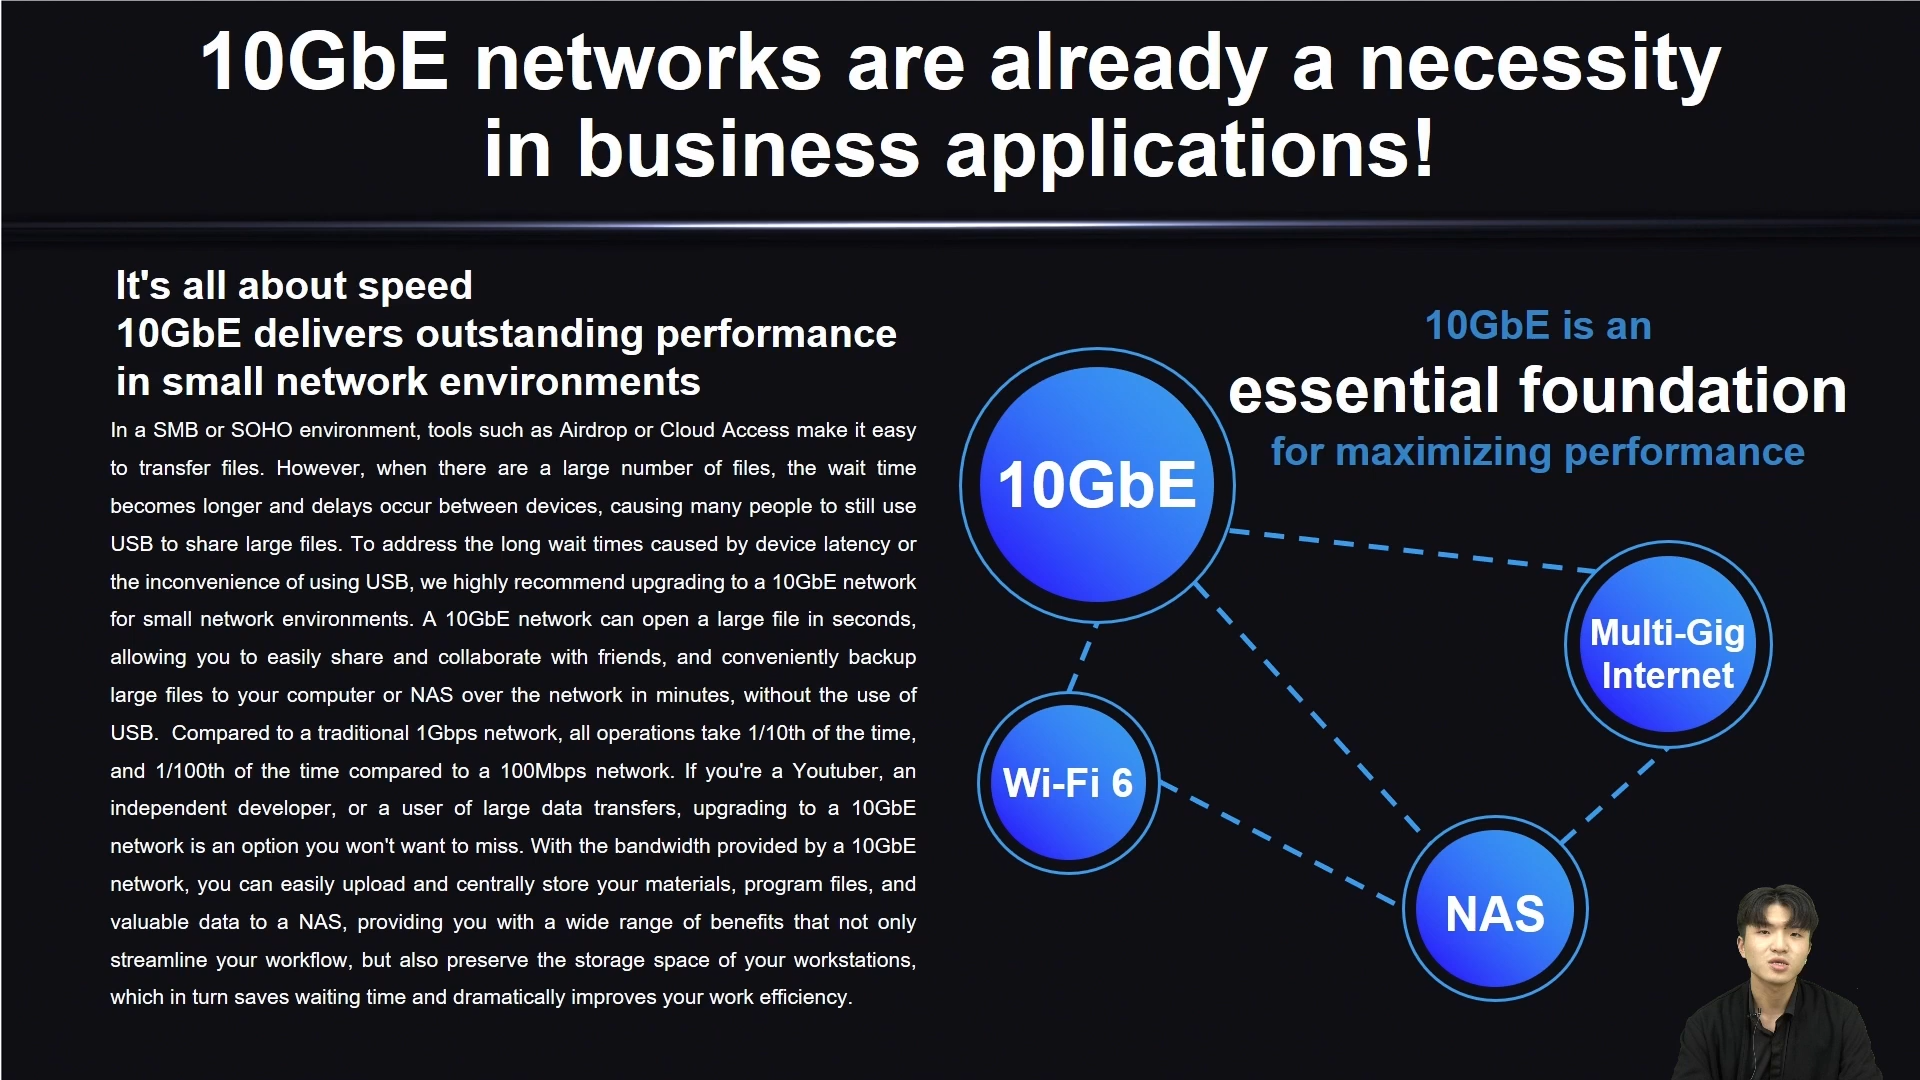 10GbE networks are already a necessity
in business applications!
It's all about speed
10GbE delivers outstanding performance
in small network environments
In a SMB or SOHO environment, tools such as Airdrop or Cloud Access make it easy
to transfer files. However, when there are a large number of files, the wait time
becomes longer and delays occur between devices, causing many people to still use
USB to share large files. To address the long wait times caused by device latency or
the inconvenience of using USB, we highly recommend upgrading to a 10GbE network
for small network environments. A 10GbE network can open a large file in seconds,
allowing you to easily share and collaborate with friends, and conveniently backup
large files to your computer or NAS over the network in minutes, without the use of
USB.  Compared to a traditional 1Gbps network, all operations take 1/10th of the time,
and 1/100th of the time compared to a 100Mbps network. If you're a Youtuber, an
independent developer, or a user of large data transfers, upgrading to a 10GbE
network is an option you won't want to miss. With the bandwidth provided by a 10GbE
network, you can easily upload and centrally store your materials, program files, and
valuable data to a NAS, providing you with a wide range of benefits that not only
streamline your workflow, but also preserve the storage space of your workstations,
which in turn saves waiting time and dramatically improves your work efficiency.
10GbE is an
essential foundation
for maximizing performance
10GbE
Multi-Gig
Internet
Wi-Fi 6
NAS